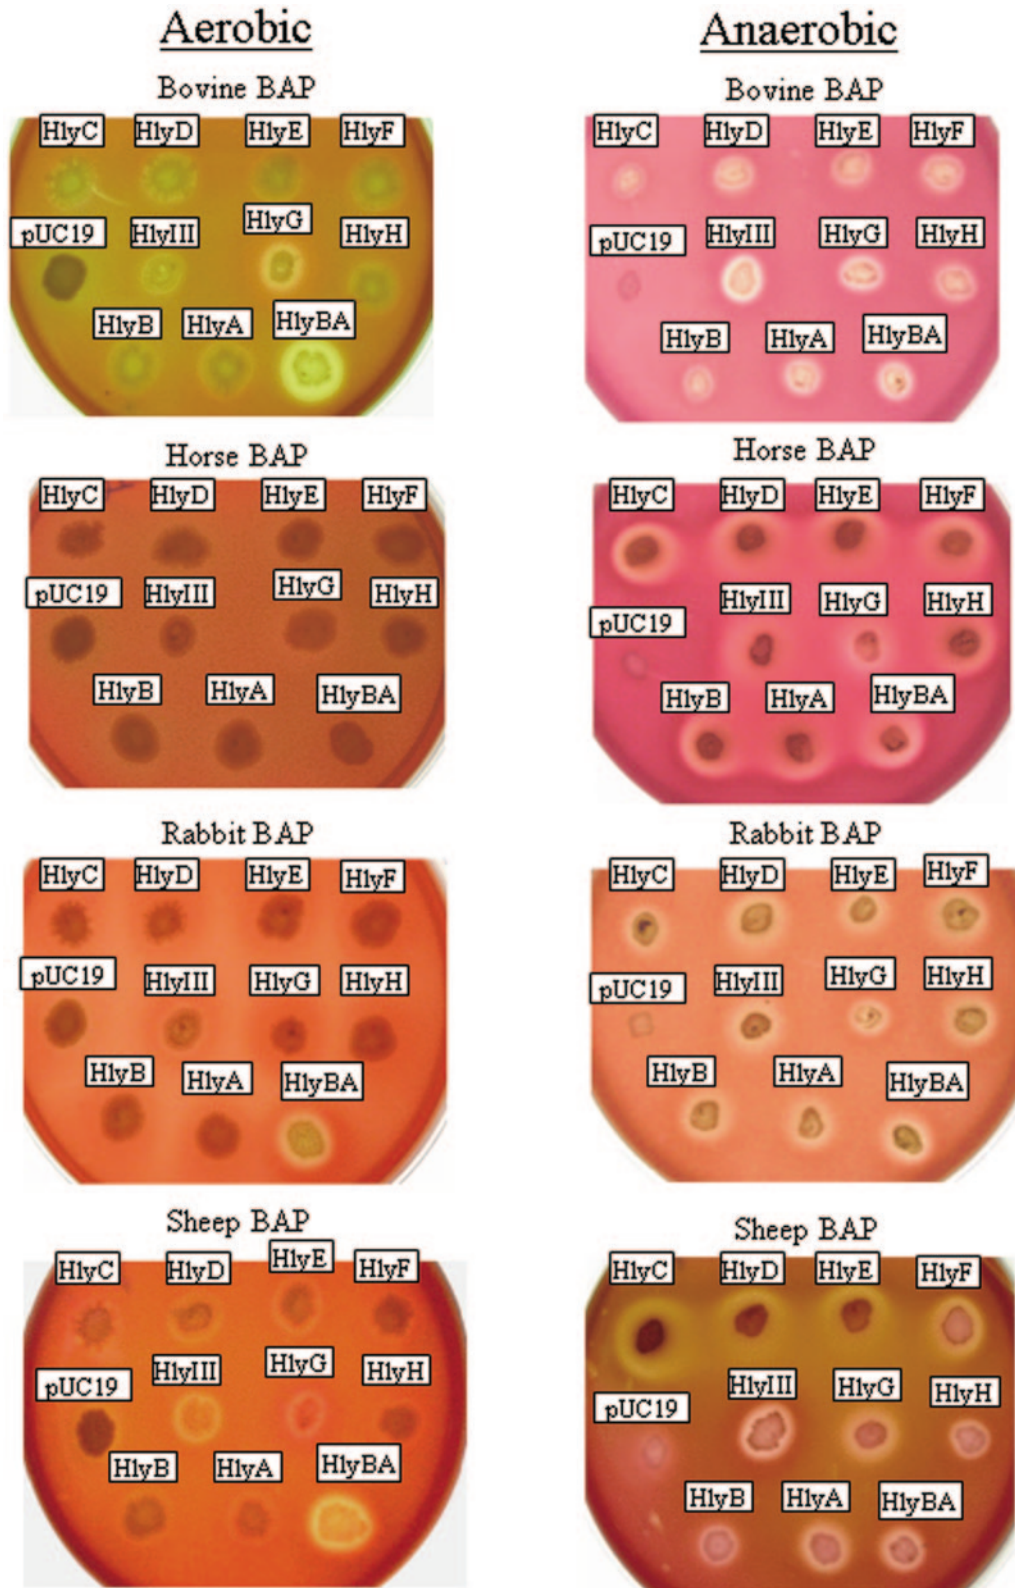 Aerobic Anaerobic
Bovine BAP Bovine BAP
HlyC HlyD HlyE HlyF HlyC HlyD HlyE HlyF
pUC19 HlyIII HlyG HlyH pUC19 HlyIII HlyG HlyH
HlyB HlyA HlyBA HlyB HlyA HlyBA
Horse BAP Horse BAP
HlyC HlyD HlyE HlyF HlyC HlyD HlyE HlyF
pUC19 HlyIII HlyG HlyH pUC19 HlyIII HlyG HlyH
HlyB HlyA HlyBA HlyB HlyA HlyBA
Rabbit BAP Rabbit BAP
HlyC HlyD HlyE HlyF HlyC HlyD HlyE HlyF
pUC19 HlyIII HlyG HlyH pUC19 HlyIII HlyG HlyH
HlyB HlyA HlyBA HlyB HlyA HlyBA
Sheep BAP Sheep BAP
HlyC HlyD HlyE HlyF HlyC HlyD HlyE HlyF
pUC19 HlyIII HlyG HlyH pUC19 HlyIII HlyG HlyH
HlyB HlyA HlyBA HlyB HlyA HlyBA